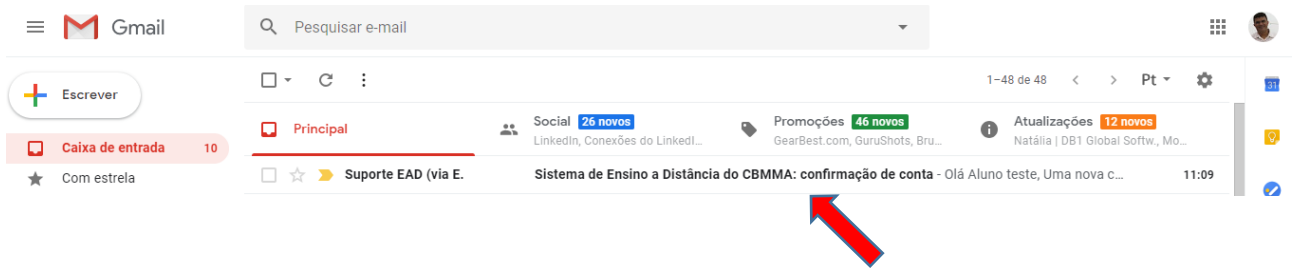 Gmail
Pesquisar e-mail
Escrever
1–48 de 48
Pt
31
Principal
Social 26 novos
LinkedIn, Conexões do LinkedI...
Promoções 46 novos
GearBest.com, GuruShots, Bru...
Atualizações 12 novos
Natália | DB1 Global Softw., Mo...
Caixa de entrada 10
Com estrela
Suporte EAD (via E. Sistema de Ensino a Distância do CBMMA: confirmação de conta - Olá Aluno teste, Uma nova c... 11:09